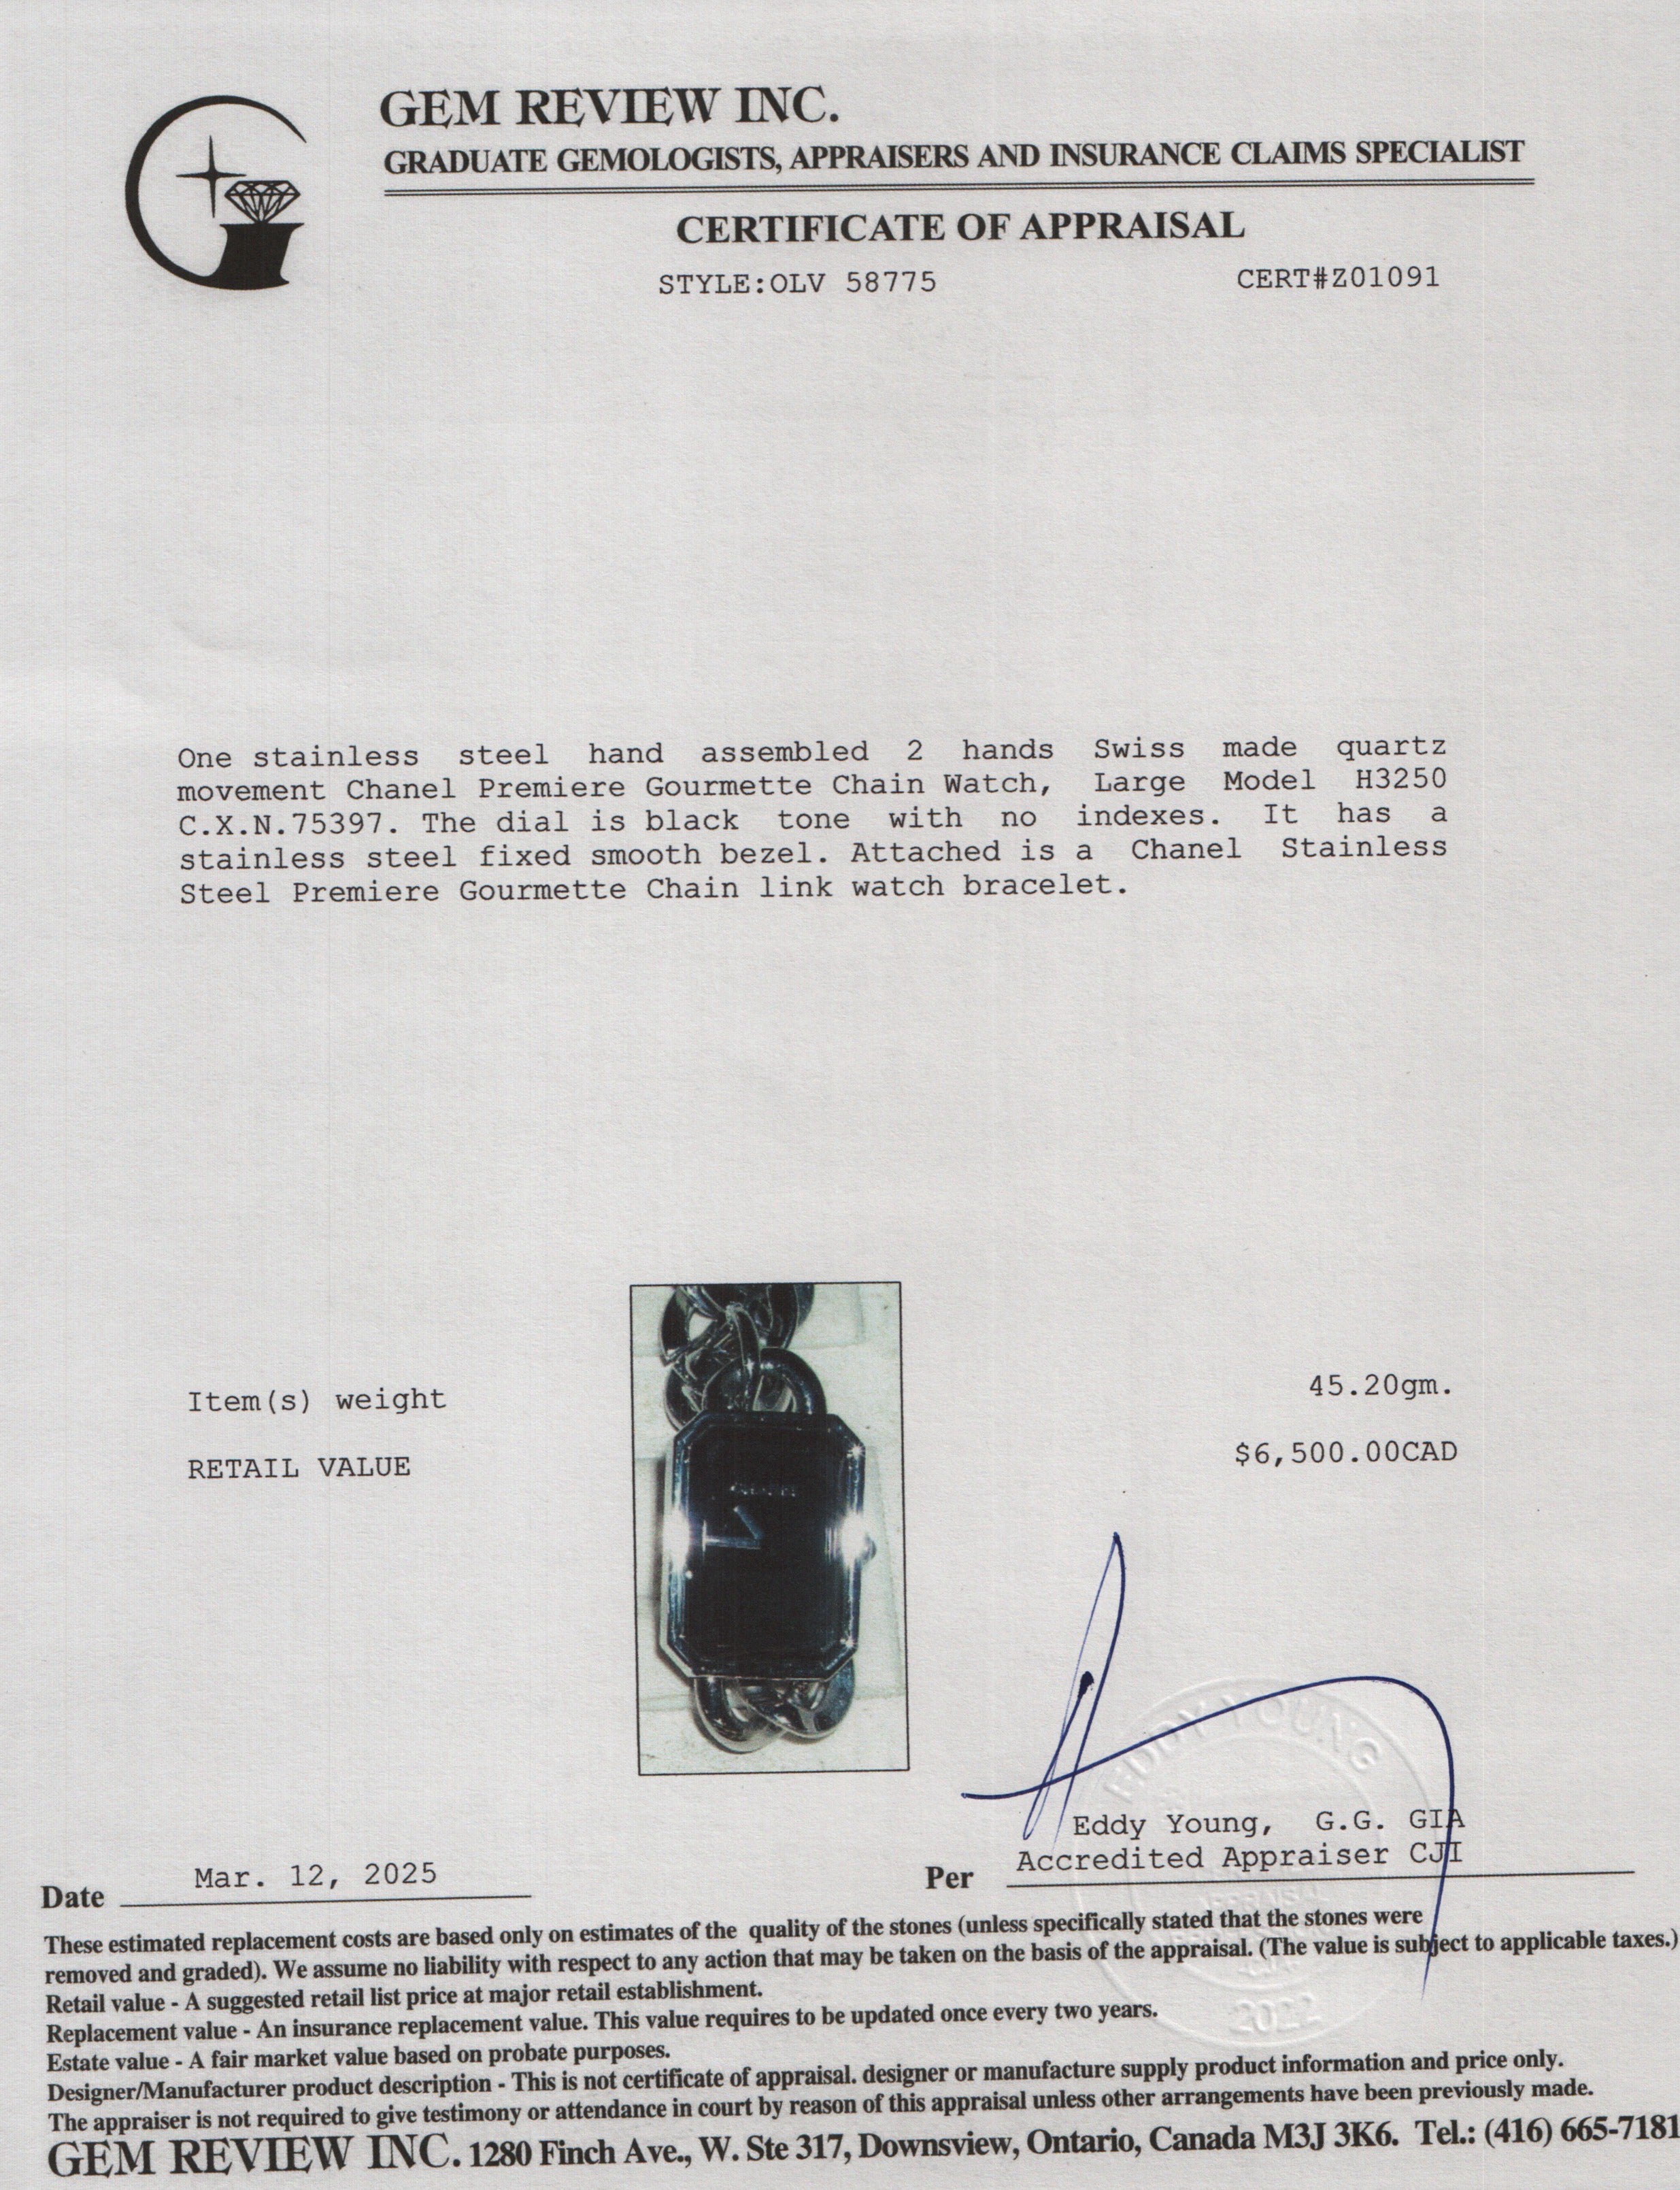 GEM REVIEW INC.
GRADUATE GEMOLOGISTS, APPRAISERS AND INSURANCE CLAIMS SPECIALIST
CERTIFICATE OF APPRAISAL
STYLE:OLV 58775 CERT#Z01091
One stainless steel hand assembled 2 hands Swiss made quartz
movement Chanel Premiere Gourmette Chain Watch, Large Model H3250
C.X.N.75397. The dial is black tone with no indexes. It has a
stainless steel fixed smooth bezel. Attached is a Chanel Stainless
Steel Premiere Gourmette Chain link watch bracelet.
Item(s) weight 45.20gm.
RETAIL VALUE $6,500.00CAD
EDDY YOUNG
Eddy Young, G.G. GIA
Accredited Appraiser CJI
Date Mar. 12, 2025 Per
APPRAISAL
2022
These estimated replacement costs are based only on estimates of the quality of the stones (unless specifically stated that the stones were
removed and graded). We assume no liability with respect to any action that may be taken on the basis of the appraisal. (The value is subject to applicable taxes.)
Retail value - A suggested retail list price at major retail establishment.
Replacement value - An insurance replacement value. This value requires to be updated once every two years.
Estate value - A fair market value based on probate purposes.
Designer/Manufacturer product description - This is not certificate of appraisal. designer or manufacture supply product information and price only.
The appraiser is not required to give testimony or attendance in court by reason of this appraisal unless other arrangements have been previously made.
GEM REVIEW INC. 1280 Finch Ave., W. Ste 317, Downsview, Ontario, Canada M3J 3K6. Tel.: (416) 665-7181